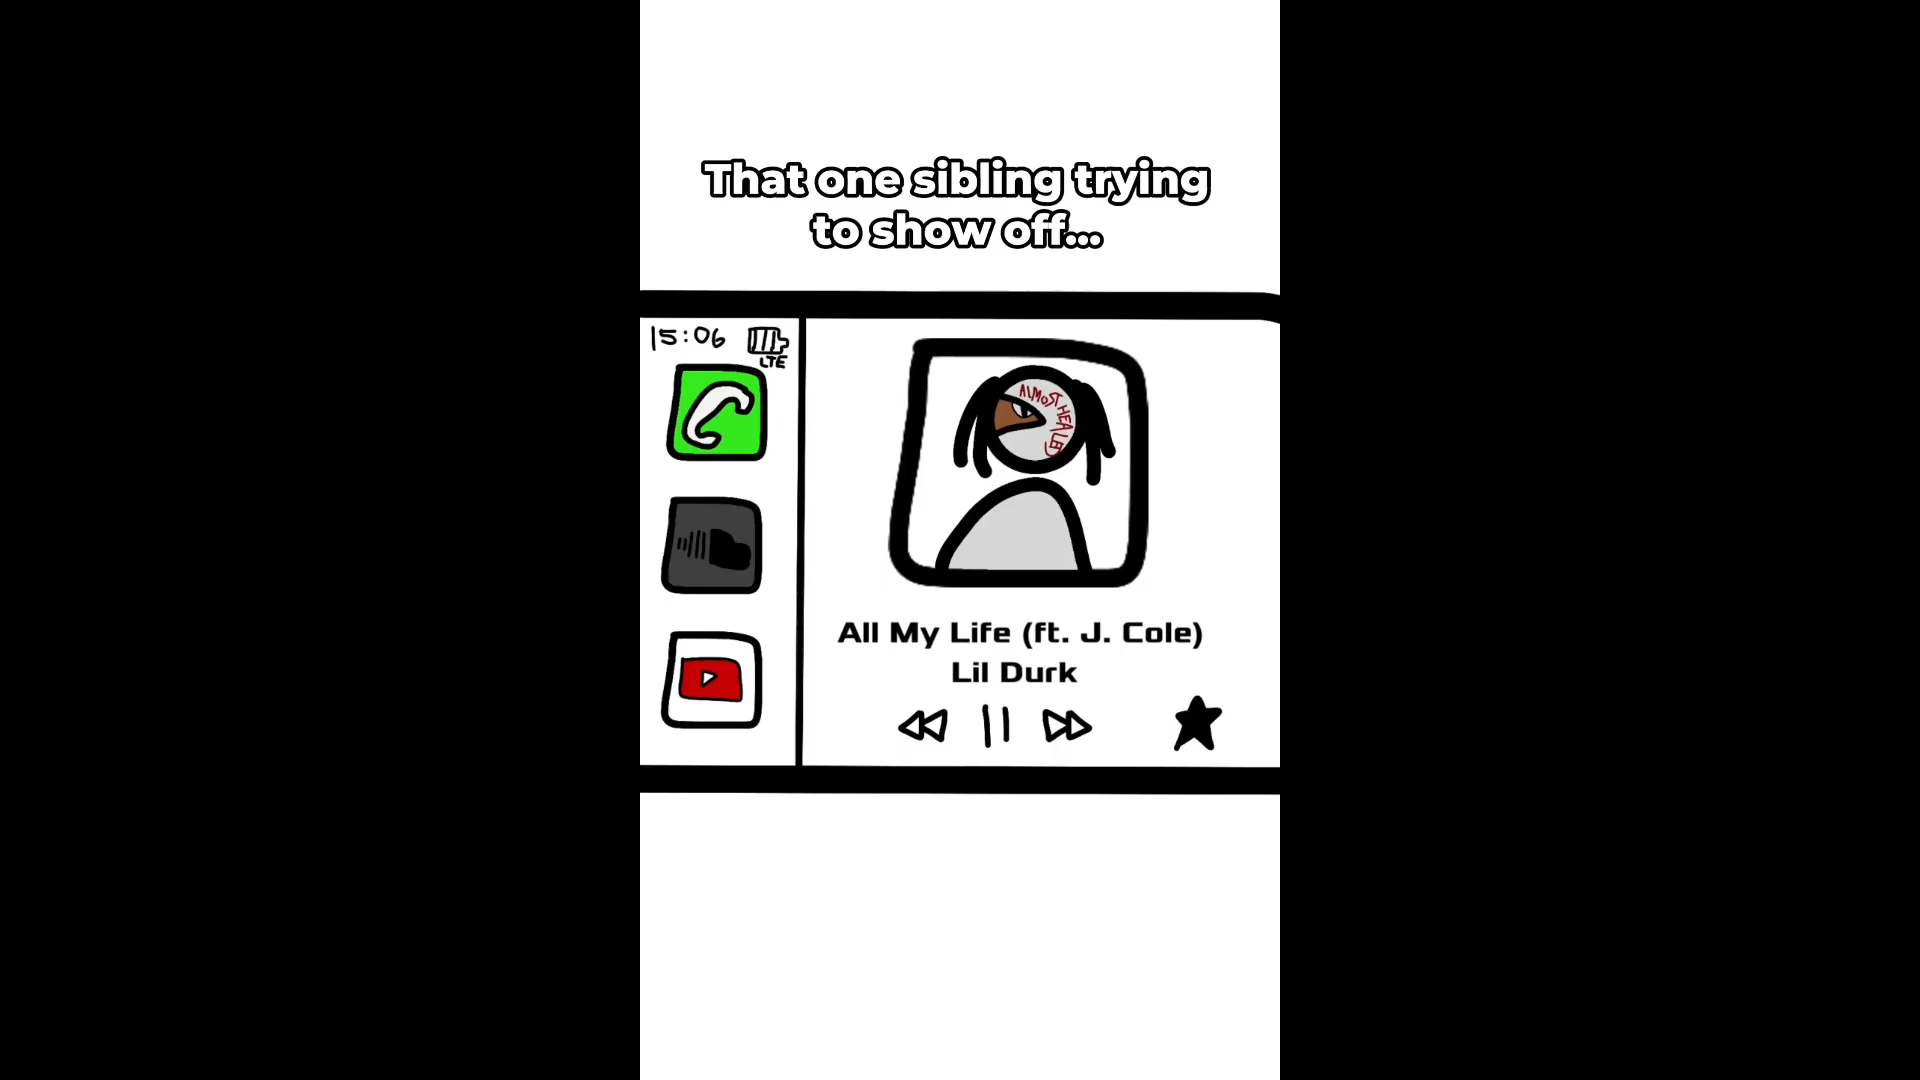 That one sibling trying
to show off...
15:06
LTE
ALMOST HEALED
All My Life (ft. J. Cole)
Lil Durk